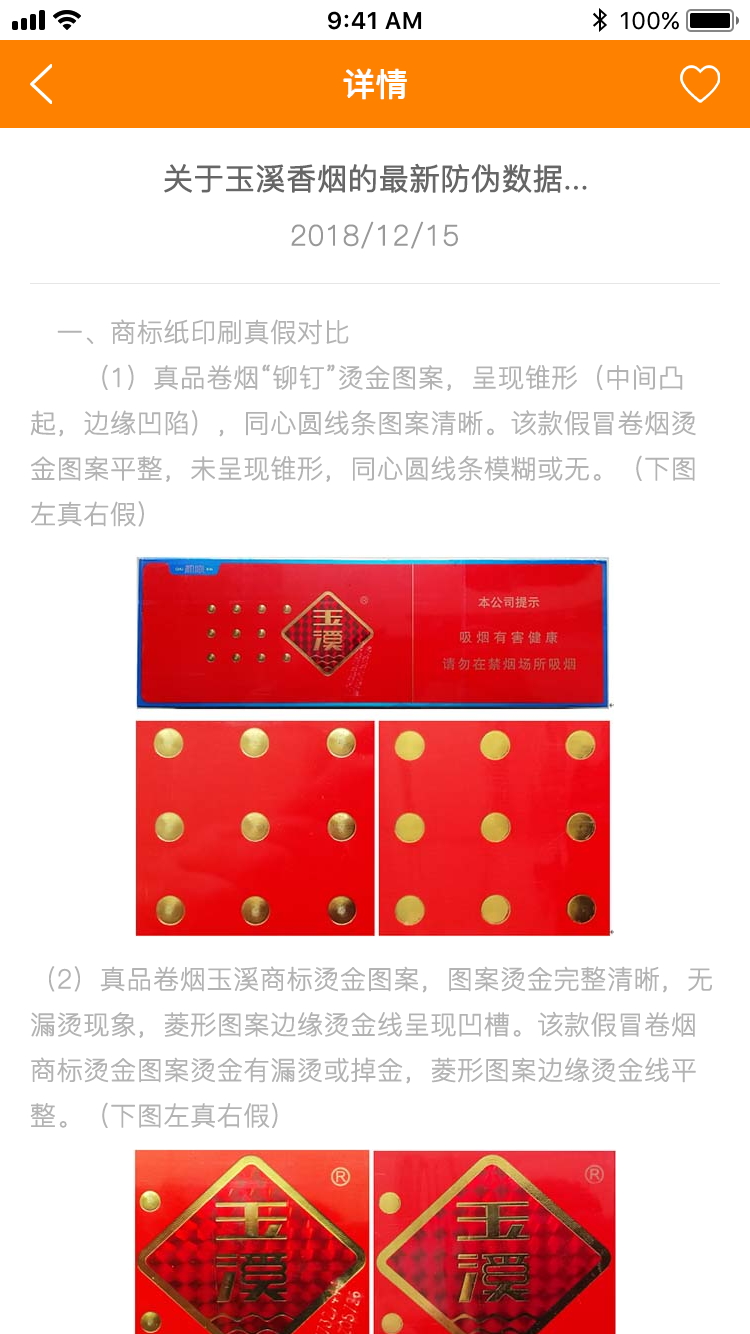 9:41 AM
100%
详情
关于玉溪香烟的最新防伪数据...
2018/12/15
一、商标纸印刷真假对比
（1）真品卷烟“铆钉”烫金图案，呈现锥形（中间凸
起，边缘凹陷），同心圆线条图案清晰。该款假冒卷烟烫
金图案平整，未呈现锥形，同心圆线条模糊或无。（下图
左真右假）
玉溪
®
本公司提示
吸烟有害健康
请勿在禁烟场所吸烟
（2）真品卷烟玉溪商标烫金图案，图案烫金完整清晰，无
漏烫现象，菱形图案边缘烫金线呈现凹槽。该款假冒卷烟
商标烫金图案烫金有漏烫或掉金，菱形图案边缘烫金线平
整。（下图左真右假）
玉溪
®
玉溪
®